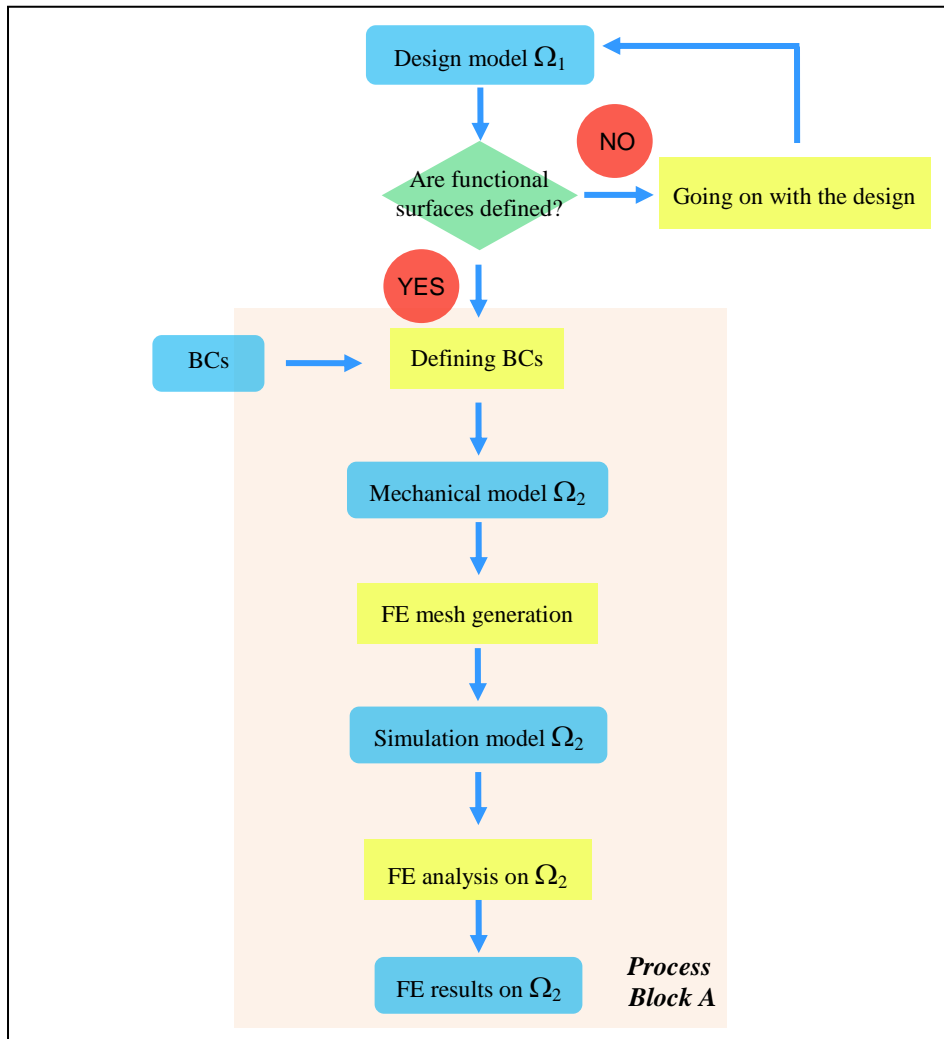 Design model Ω₁
NO
Are functional
surfaces defined?
Going on with the design
YES
BCs
Defining BCs
Mechanical model Ω₂
FE mesh generation
Simulation model Ω₂
FE analysis on Ω₂
FE results on Ω₂
Process
Block A